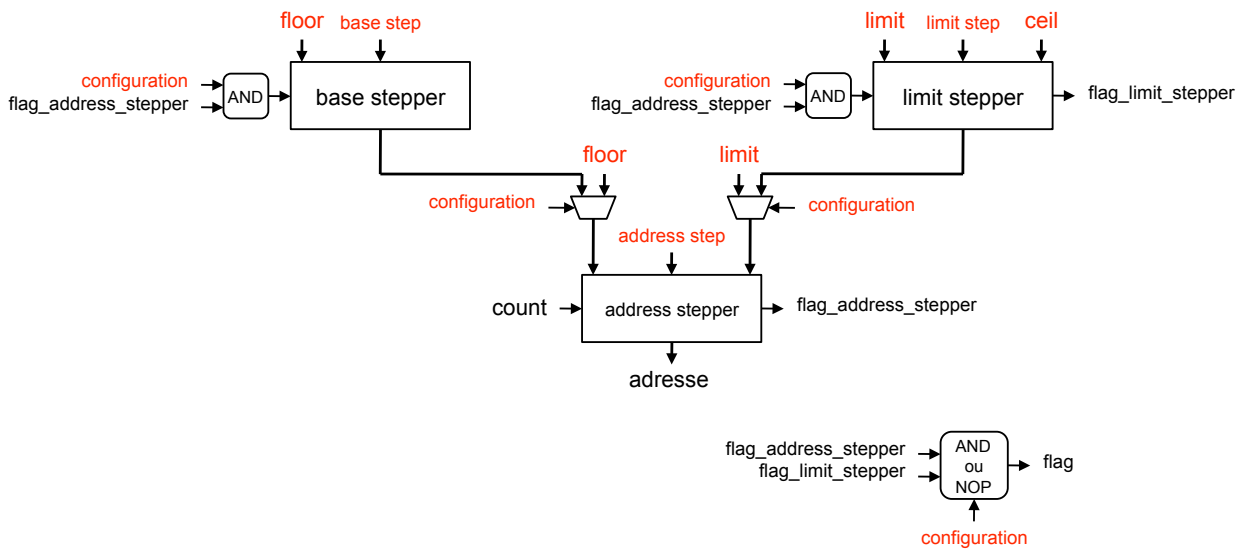 floor
base step
configuration
flag_address_stepper
AND
base stepper
limit
limit step
ceil
configuration
flag_address_stepper
AND
limit stepper
flag_limit_stepper
floor
limit
configuration
configuration
address step
count
address stepper
flag_address_stepper
adresse
flag_address_stepper
flag_limit_stepper
AND
ou
NOP
flag
configuration